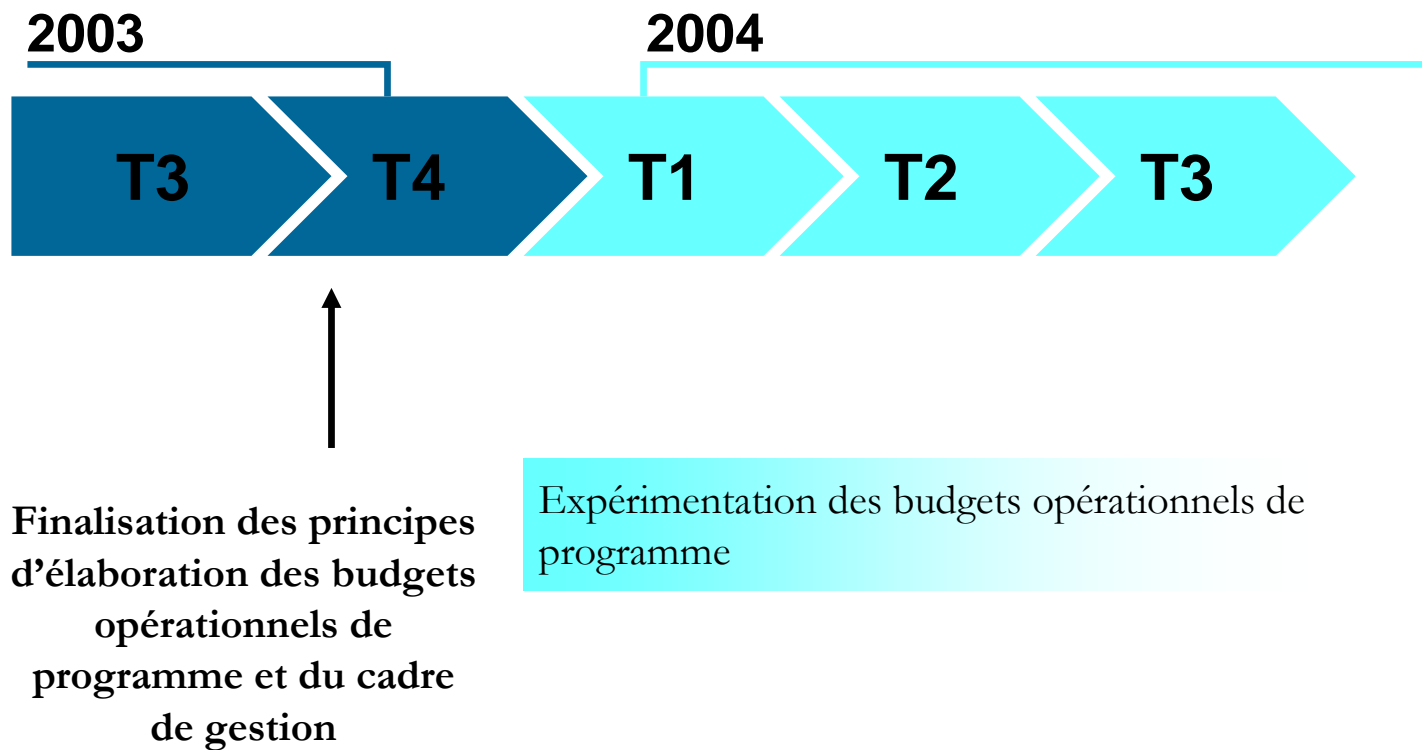 2003
2004
T3
T4
T1
T2
T3
Finalisation des principes
d’élaboration des budgets
opérationnels de
programme et du cadre
de gestion
Expérimentation des budgets opérationnels de
programme